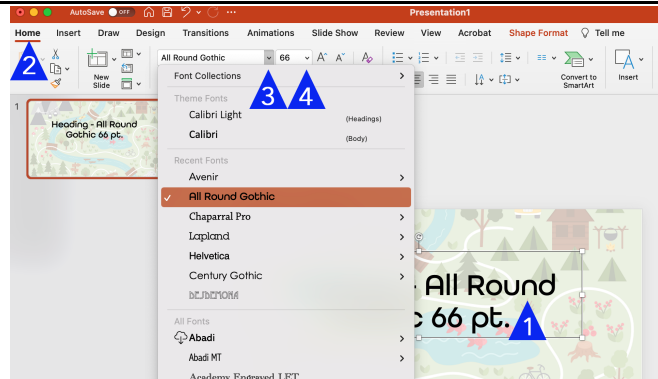 AutoSave OFF
Presentation1
Home Insert Draw Design Transitions Animations Slide Show Review View Acrobat Shape Format Tell me
All Round Gothic 66
New
Slide
Convert to
SmartArt
Insert
2
3 4
Font Collections
Theme Fonts
Calibri Light (Headings)
Calibri (Body)
Recent Fonts
Avenir
All Round Gothic
Chaparral Pro
Lapland
Helvetica
Century Gothic
DESDEMONA
All Fonts
Abadi
Abadi MT
Academy Engraved LET
1
Heading - All Round
Gothic 66 pt.
- All Round
c 66 pt.
1